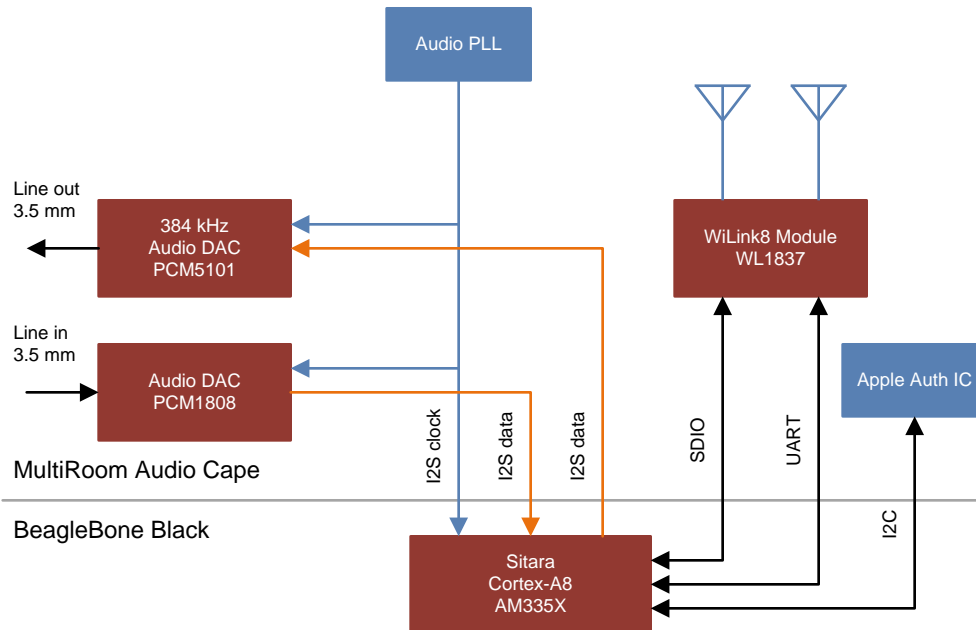 Audio PLL
Line out
3.5 mm
384 kHz
Audio DAC
PCM5101
WiLink8 Module
WL1837
Line in
3.5 mm
Audio DAC
PCM1808
Apple Auth IC
I2S clock
I2S data
I2S data
SDIO
UART
MultiRoom Audio Cape
BeagleBone Black
I2C
Sitara
Cortex-A8
AM335X